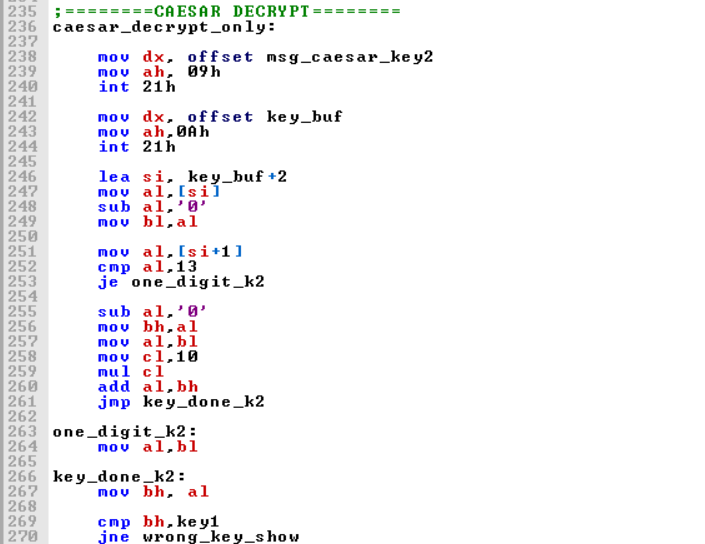 235 ;========CAESAR DECRYPT========
236 caesar_decrypt_only:
237
238 mov dx, offset msg_caesar_key2
239 mov ah, 09h
240 int 21h
241
242 mov dx, offset key_buf
243 mov ah,0Ah
244 int 21h
245
246 lea si, key_buf+2
247 mov al,[si]
248 sub al,'0'
249 mov bl,al
250
251 mov al,[si+1]
252 cmp al,13
253 je one_digit_k2
254
255 sub al,'0'
256 mov bh,al
257 mov al,bl
258 mov cl,10
259 mul cl
260 add al,bh
261 jmp key_done_k2
262
263 one_digit_k2:
264 mov al,bl
265
266 key_done_k2:
267 mov bh, al
268
269 cmp bh,key1
270 jne wrong_key_show